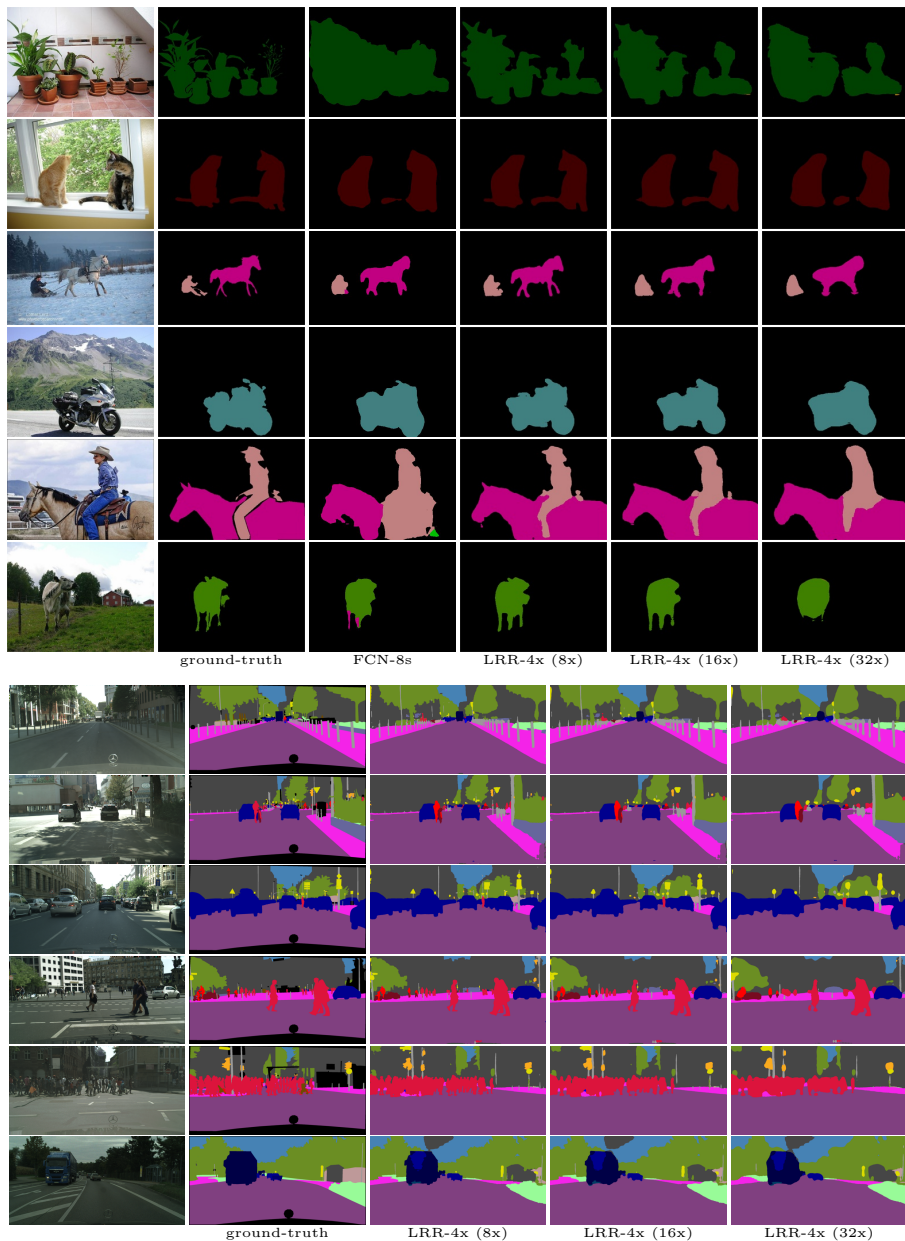 ground-truth FCN-8s LRR-4x (8x) LRR-4x (16x) LRR-4x (32x)
ground-truth LRR-4x (8x) LRR-4x (16x) LRR-4x (32x)